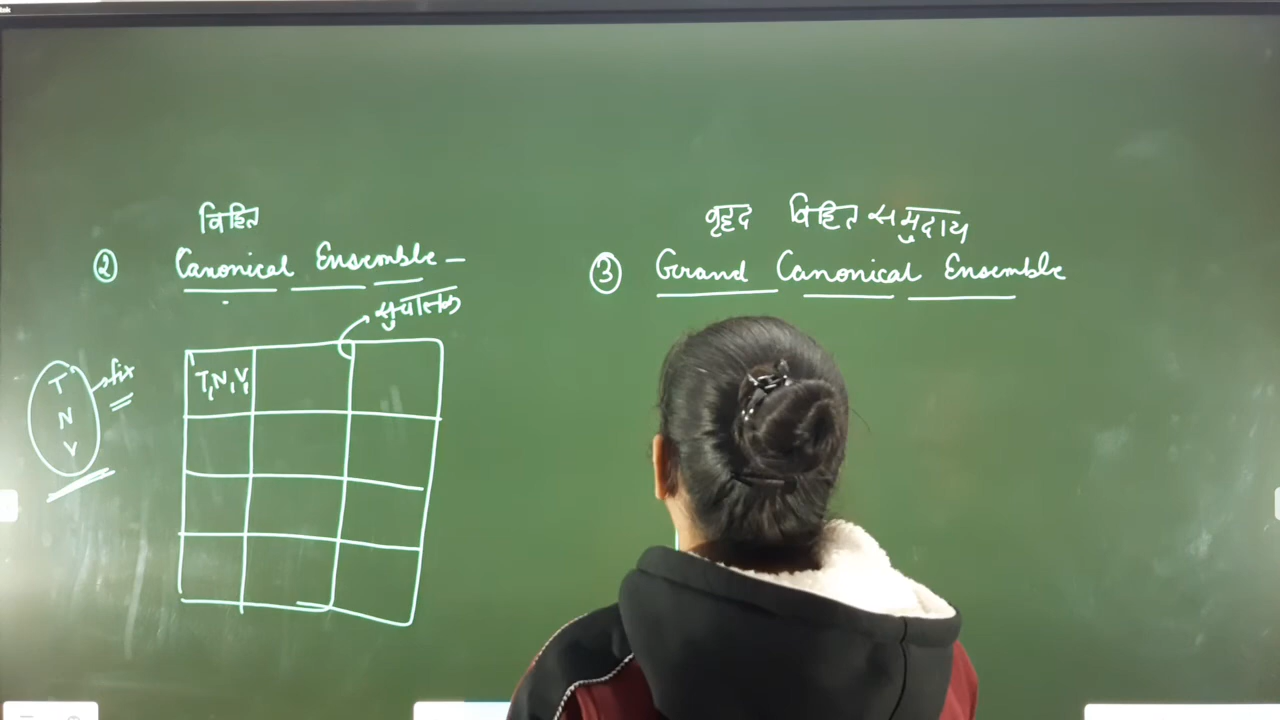 विहित
② Canonical Ensemble -
सुचालक
T
N
V
fix
T, N, V,
बृहद विहित समुदाय
③ Grand Canonical Ensemble